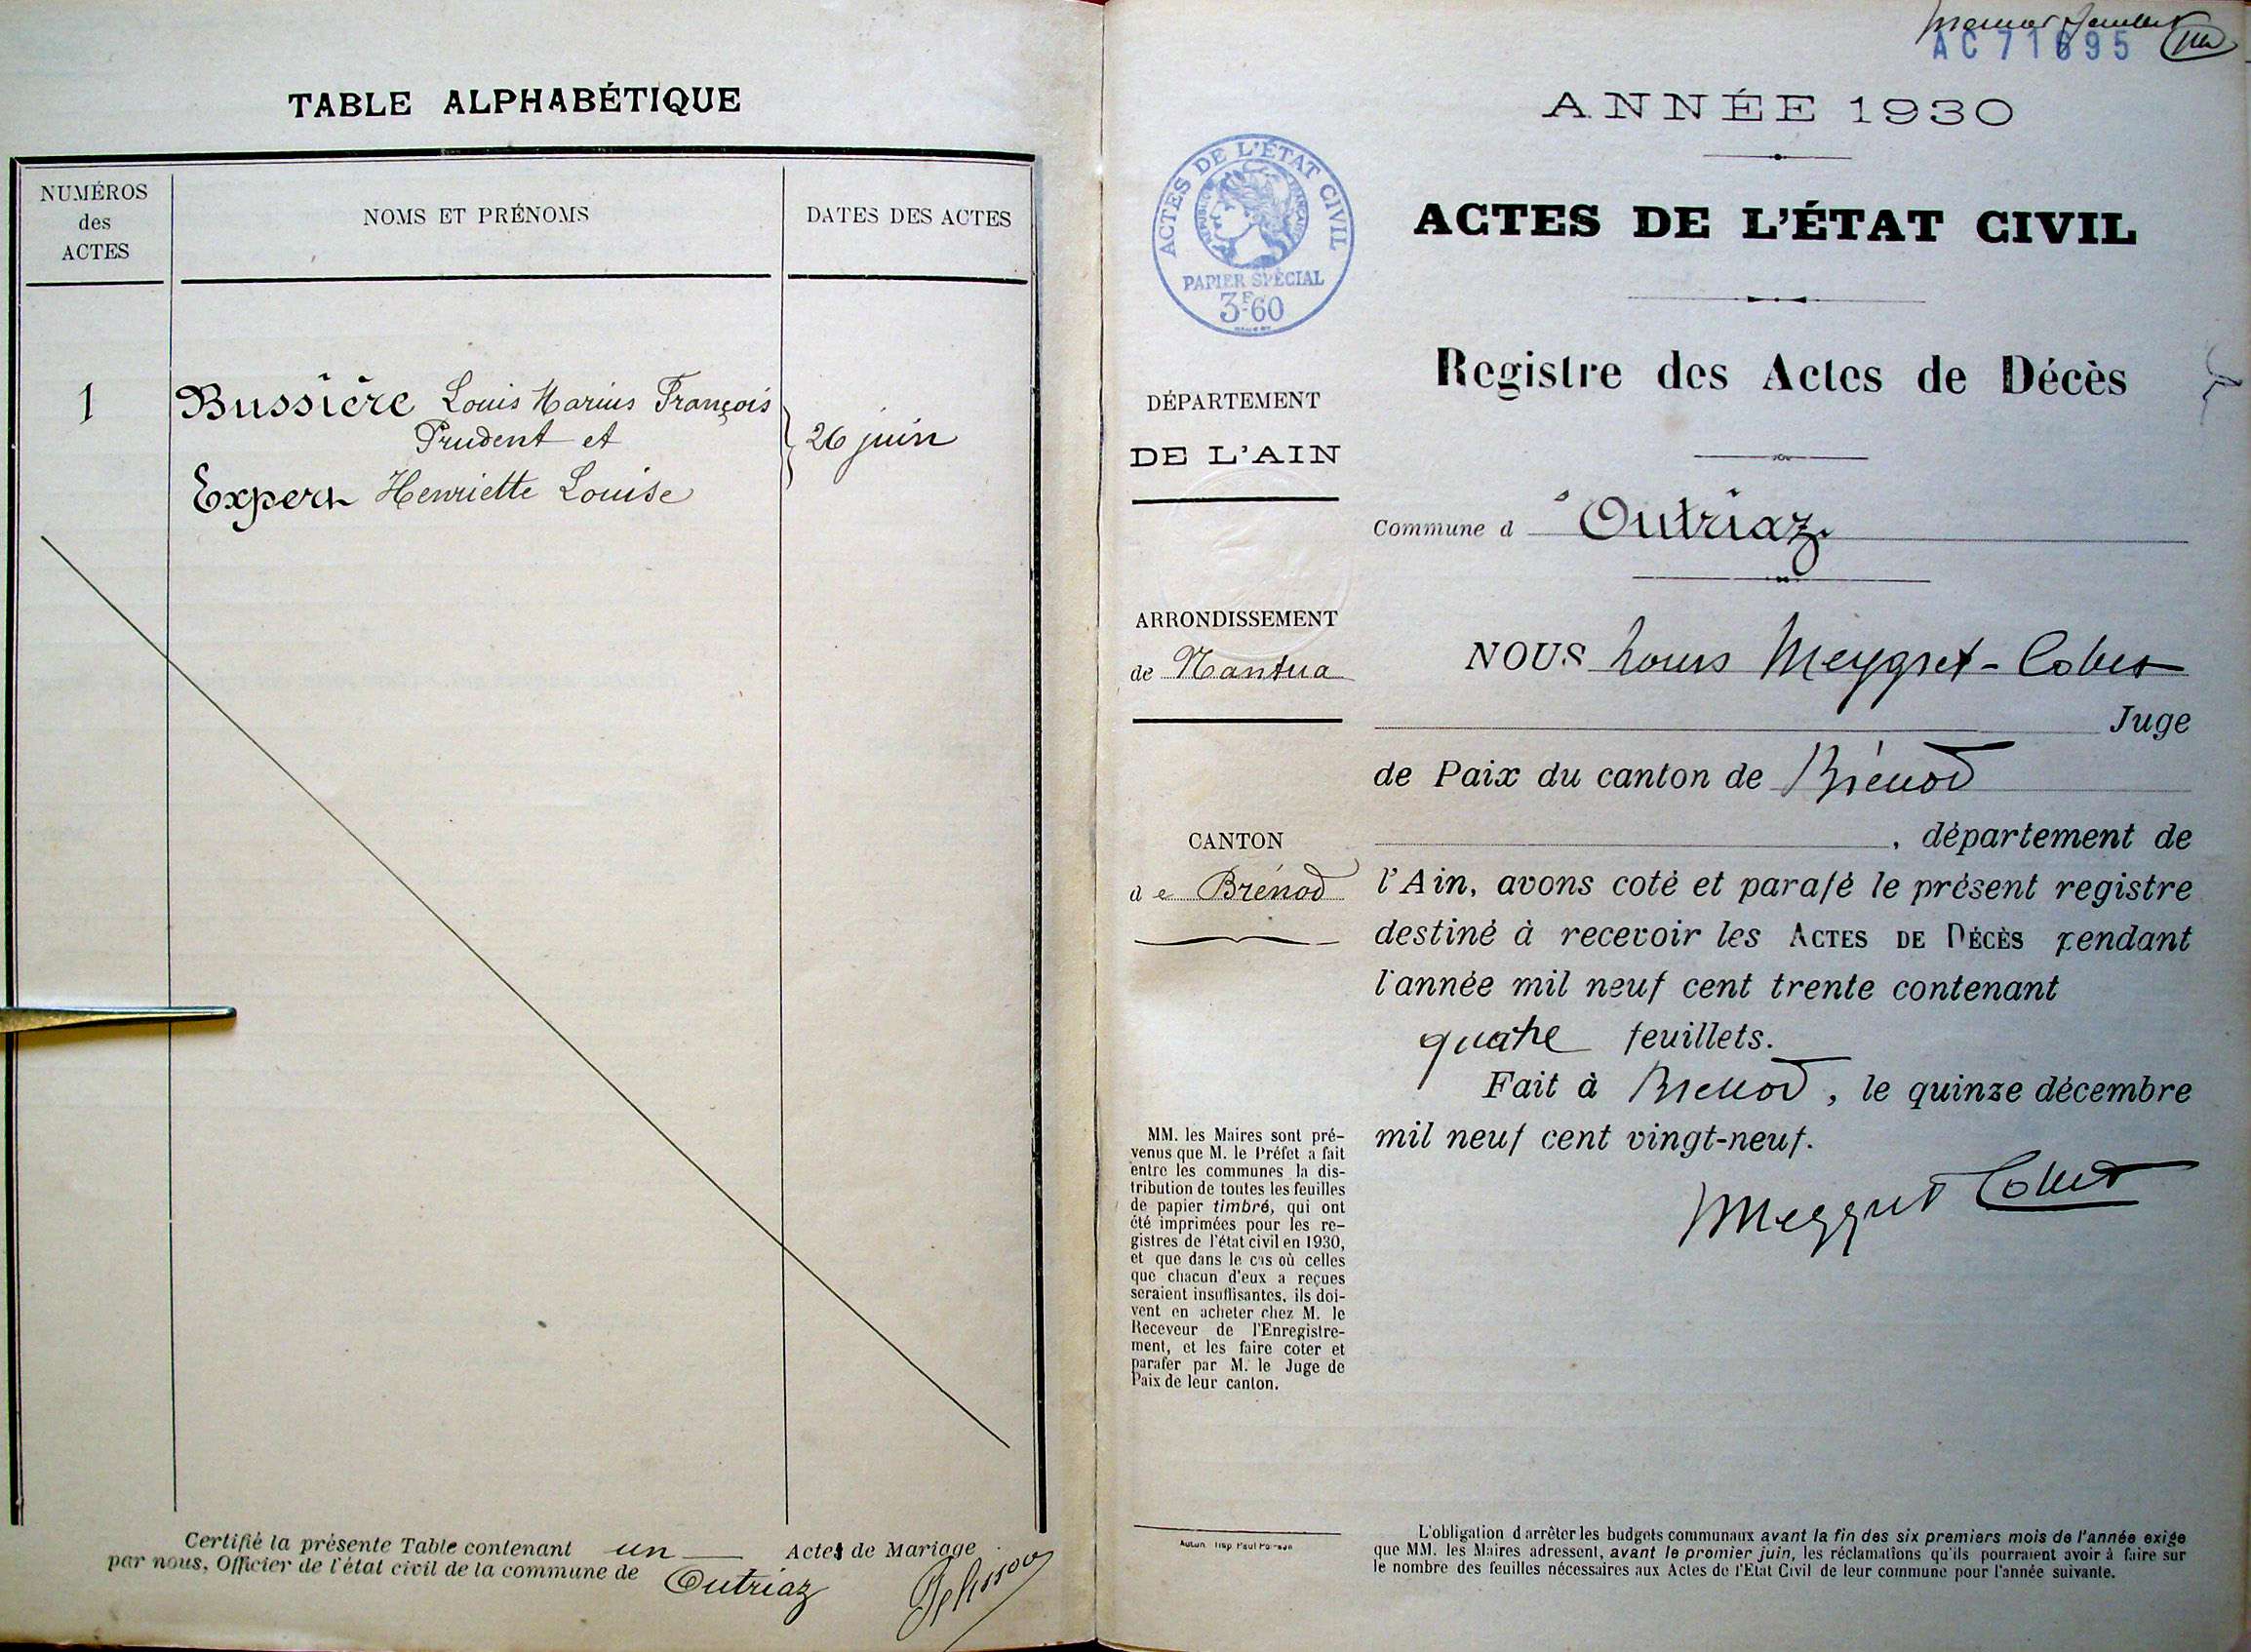 TABLE ALPHABÉTIQUE
NUMÉROS
des
ACTES
NOMS ET PRÉNOMS
DATES DES ACTES
1
Bussière Louis Marius François
Prudent et
26 juin
Expert Henriette Louise
Certifié la présente Table contenant un Actes de Mariage
par nous, Officier de l'état civil de la commune de Outriaz
AC 71695
ANNÉE 1930
ACTES DE L'ÉTAT CIVIL
ACTES DE L'ÉTAT CIVIL
PAPIER SPÉCIAL
3F60
Registre des Actes de Décès
DÉPARTEMENT
DE L'AIN
Commune d'Outriaz
ARRONDISSEMENT
de Nantua
CANTON
de Brénod
NOUS Louis Meygret-Collet
Juge
de Paix du canton de Brénod
, département de
l'Ain, avons coté et parafé le présent registre
destiné à recevoir les ACTES DE DÉCÈS pendant
l'année mil neuf cent trente contenant
quatre feuillets.
Fait à Brénod, le quinze décembre
mil neuf cent vingt-neuf.
Meygret Collet
MM. les Maires sont pré-
venus que M. le Préfet a fait
entre les communes la dis-
tribution de toutes les feuilles
de papier timbré, qui ont
été imprimées pour les re-
gistres de l'état civil en 1930,
et que dans le cas où celles
que chacun d'eux a reçues
seraient insuffisantes, ils doi-
vent en acheter chez M. le
Receveur de l'Enregistre-
ment, et les faire coter et
parafer par M. le Juge de
Paix de leur canton.
L'obligation d'arrêter les budgets communaux avant la fin des six premiers mois de l'année exige
que MM. les Maires adressent, avant le premier juin, les réclamations qu'ils pourraient avoir à faire sur
le nombre des feuilles nécessaires aux Actes de l'Etat Civil de leur commune pour l'année suivante.